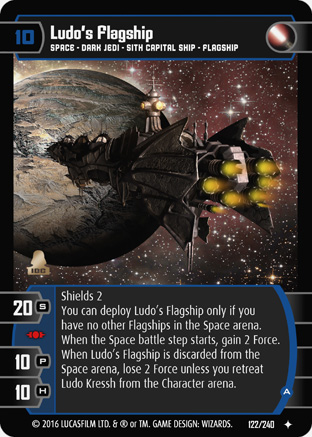 10 Ludo's Flagship
SPACE • DARK JEDI • SITH CAPITAL SHIP • FLAGSHIP
100
20 S
10 P
10 H
Shields 2
You can deploy Ludo's Flagship only if you
have no other Flagships in the Space arena.
When the Space battle step starts, gain 2 Force.
When Ludo's Flagship is discarded from the
Space arena, lose 2 Force unless you retreat
Ludo Kressh from the Character arena.
A
© 2016 LUCASFILM LTD. & ® or TM. GAME DESIGN: WIZARDS. 122/240